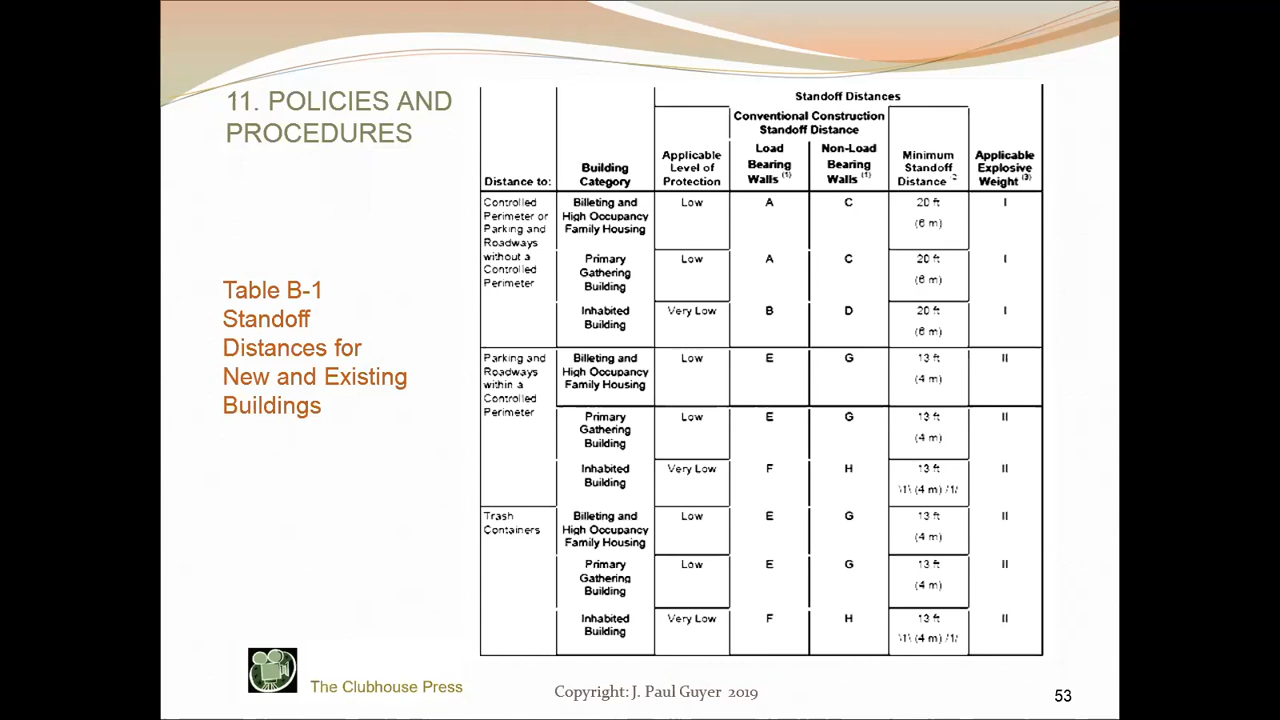 11. POLICIES AND
PROCEDURES
Table B-1
Standoff
Distances for
New and Existing
Buildings
Standoff Distances
Conventional Construction
Standoff Distance
Distance to:
Building
Category
Applicable
Level of
Protection
Load
Bearing
Walls (1)
Non-Load
Bearing
Walls (1)
Minimum
Standoff
Distance
Applicable
Explosive
Weight (3)
Controlled
Perimeter or
Parking and
Roadways
without a
Controlled
Perimeter
Billeting and
High Occupancy
Family Housing
Low
A
C
20 ft
(6 m)
I
Primary
Gathering
Building
Low
A
C
20 ft
(6 m)
I
Inhabited
Building
Very Low
B
D
20 ft
(6 m)
I
Parking and
Roadways
within a
Controlled
Perimeter
Billeting and
High Occupancy
Family Housing
Low
E
G
13 ft
(4 m)
II
Primary
Gathering
Building
Low
E
G
13 ft
(4 m)
II
Inhabited
Building
Very Low
F
H
13 ft
\1\ (4 m) /1/
II
Trash
Containers
Billeting and
High Occupancy
Family Housing
Low
E
G
13 ft
(4 m)
II
Primary
Gathering
Building
Low
E
G
13 ft
(4 m)
II
Inhabited
Building
Very Low
F
H
13 ft
\1\ (4 m) /1/
II
The Clubhouse Press
Copyright: J. Paul Guyer 2019
53